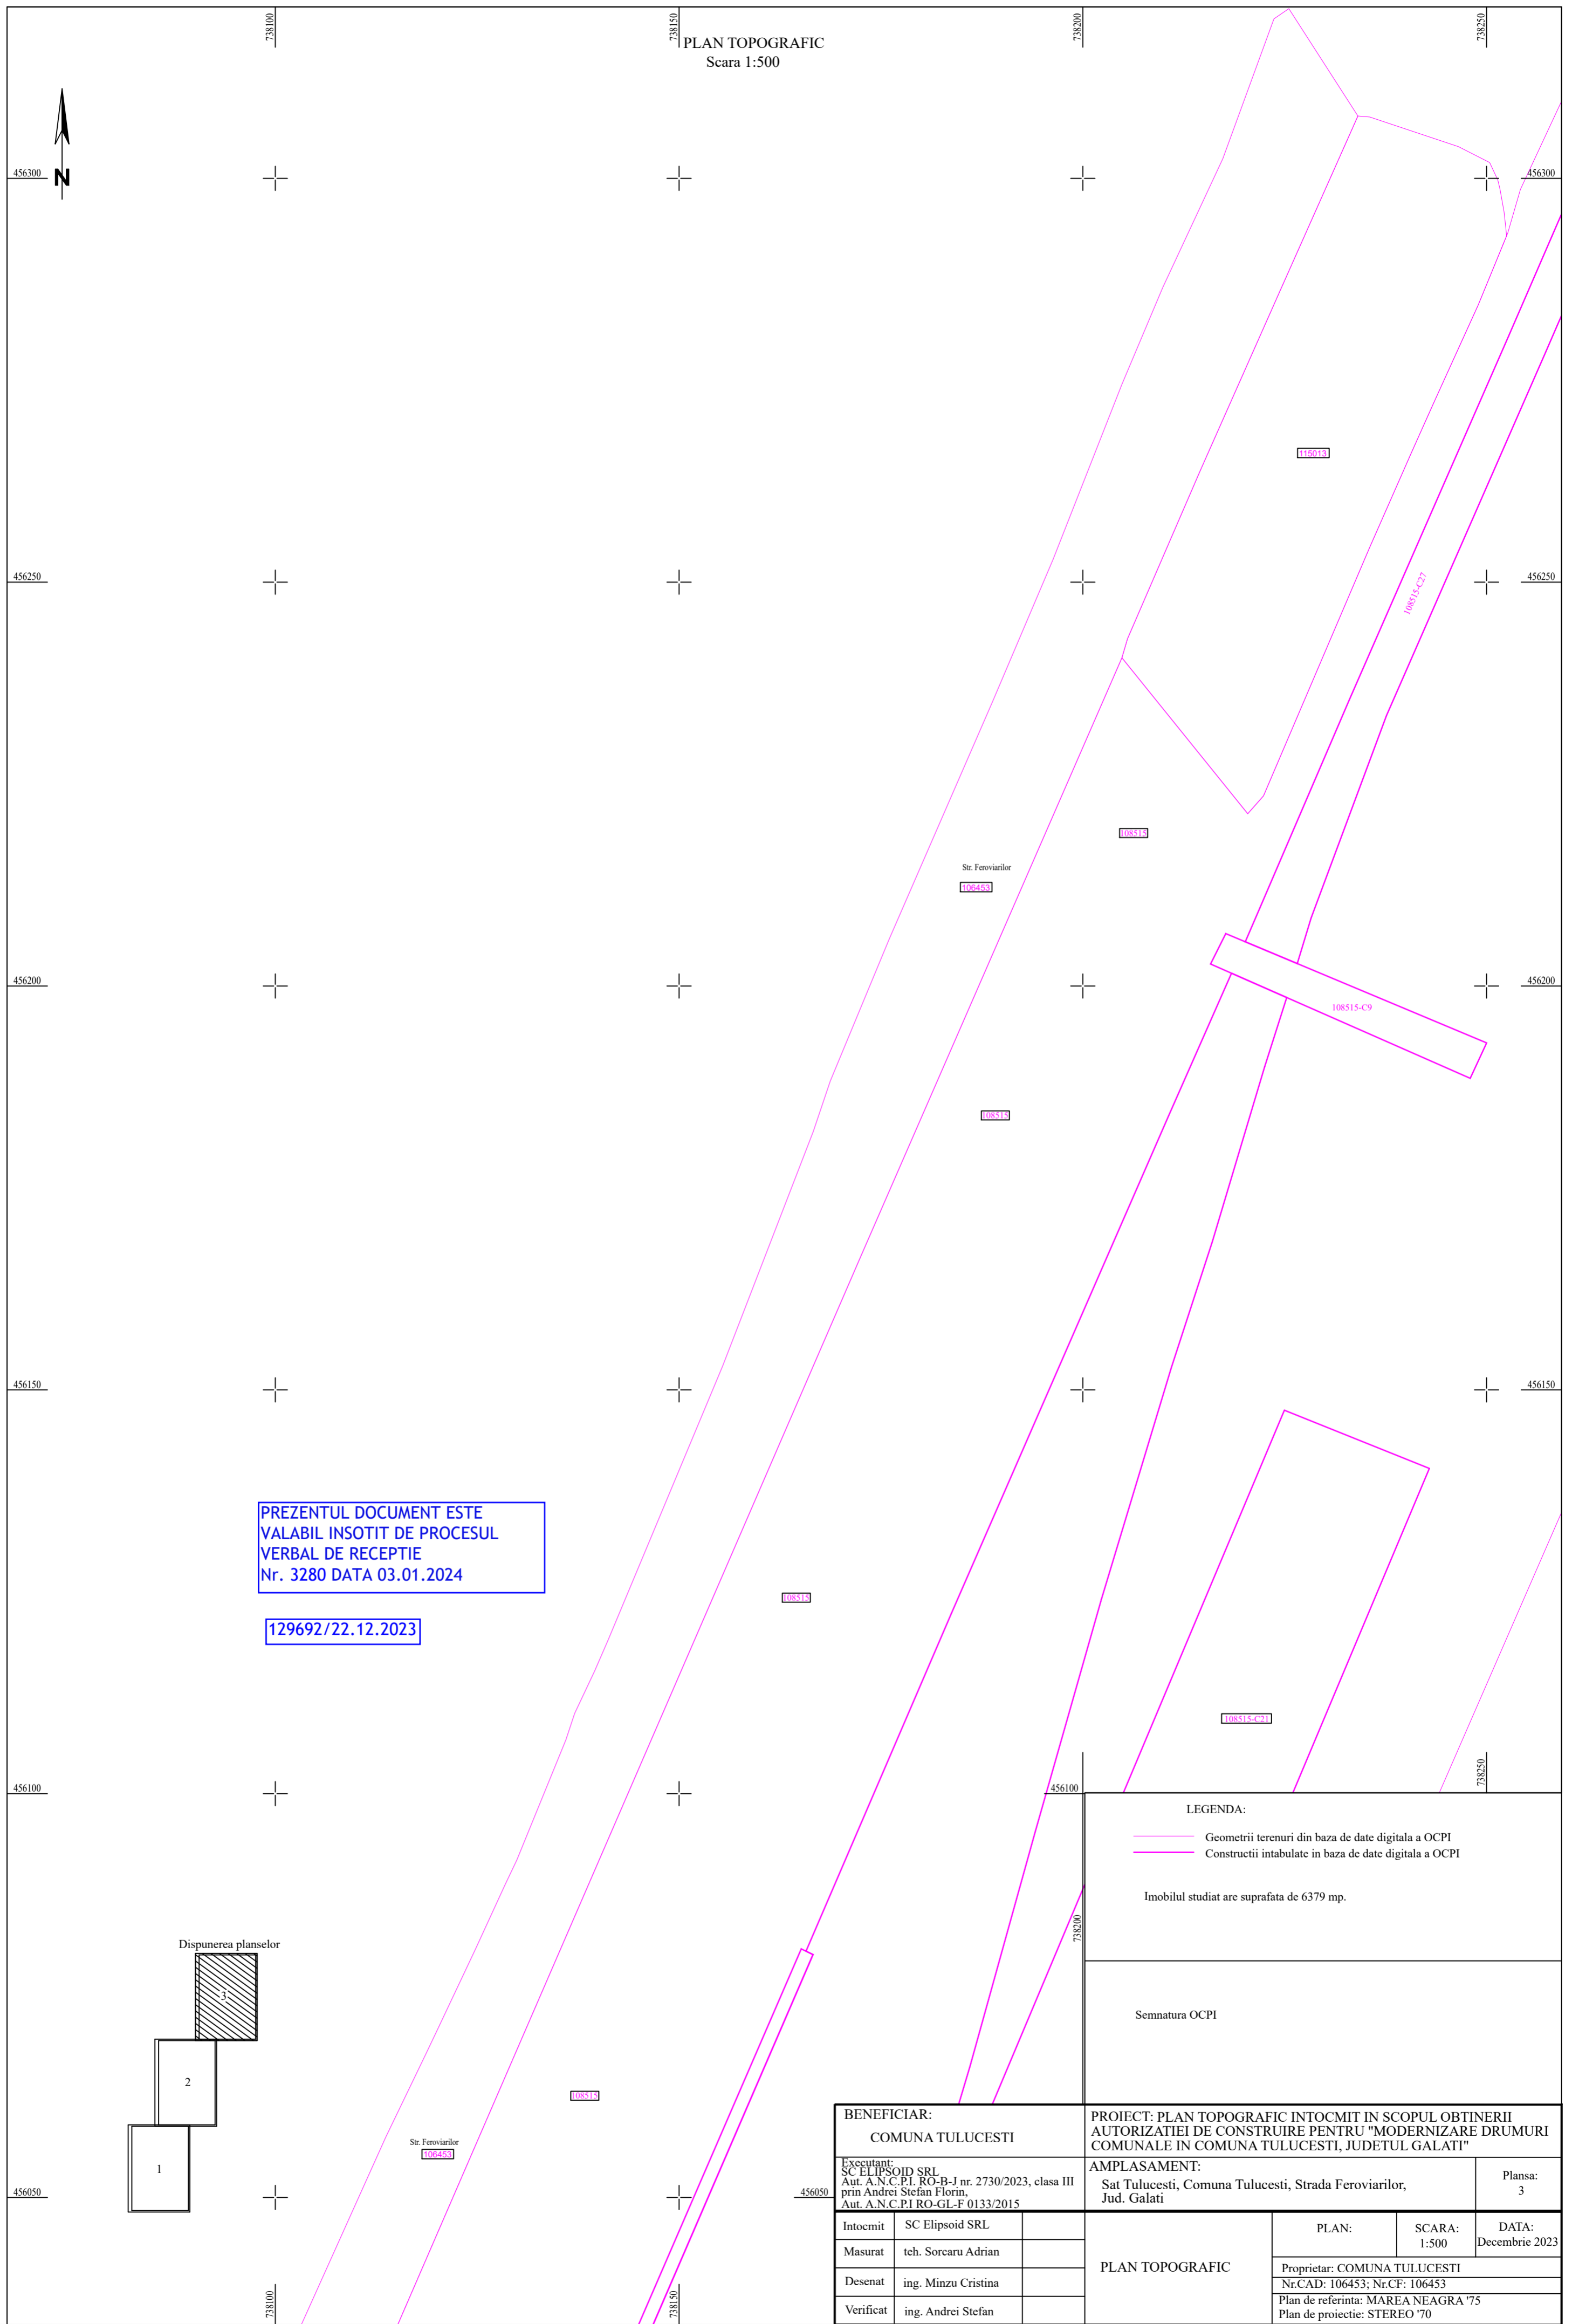 738100
738150
738200
738250
PLAN TOPOGRAFIC
Scara 1:500
N
456300
456300
115013
456250
456250
108515-C27
108515
Str. Feroviarilor
106453
456200
456200
108515-C9
108515
456150
456150
PREZENTUL DOCUMENT ESTE
VALABIL INSOTIT DE PROCESUL
VERBAL DE RECEPTIE
Nr. 3280 DATA 03.01.2024
129692/22.12.2023
108515
108515-C21
738250
456100
456100
LEGENDA:
Geometrii terenuri din baza de date digitala a OCPI
Constructii intabulate in baza de date digitala a OCPI
Imobilul studiat are suprafata de 6379 mp.
738200
Dispunerea planselor
3
2
1
Semnatura OCPI
108515
Str. Feroviarilor
106453
456050
456050
738100
738150
BENEFICIAR:
COMUNA TULUCESTI
PROIECT: PLAN TOPOGRAFIC INTOCMIT IN SCOPUL OBTINERII
AUTORIZATIEI DE CONSTRUIRE PENTRU "MODERNIZARE DRUMURI
COMUNALE IN COMUNA TULUCESTI, JUDETUL GALATI"
Executant:
SC ELIPSOID SRL
Aut. A.N.C.P.I. RO-B-J nr. 2730/2023, clasa III
prin Andrei Stefan Florin,
Aut. A.N.C.P.I RO-GL-F 0133/2015
AMPLASAMENT:
Sat Tulucesti, Comuna Tulucesti, Strada Feroviarilor,
Jud. Galati
Plansa:
3
Intocmit SC Elipsoid SRL
Masurat teh. Sorcaru Adrian
Desenat ing. Minzu Cristina
Verificat ing. Andrei Stefan
PLAN TOPOGRAFIC
PLAN:
SCARA:
1:500
DATA:
Decembrie 2023
Proprietar: COMUNA TULUCESTI
Nr.CAD: 106453; Nr.CF: 106453
Plan de referinta: MAREA NEAGRA '75
Plan de proiectie: STEREO '70